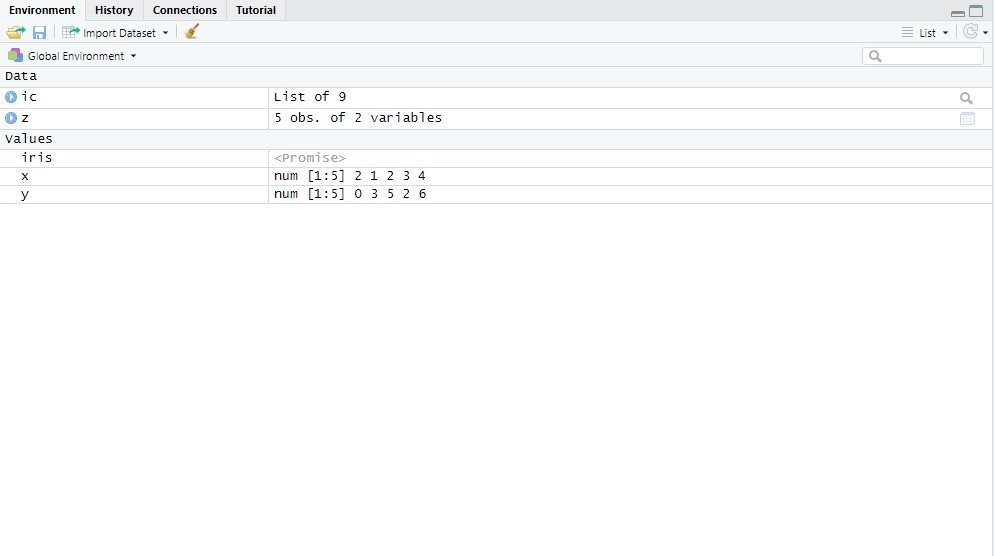 Environment History Connections Tutorial
Import Dataset List
Global Environment
Data
ic List of 9
z 5 obs. of 2 variables
Values
iris <Promise>
x num [1:5] 2 1 2 3 4
y num [1:5] 0 3 5 2 6